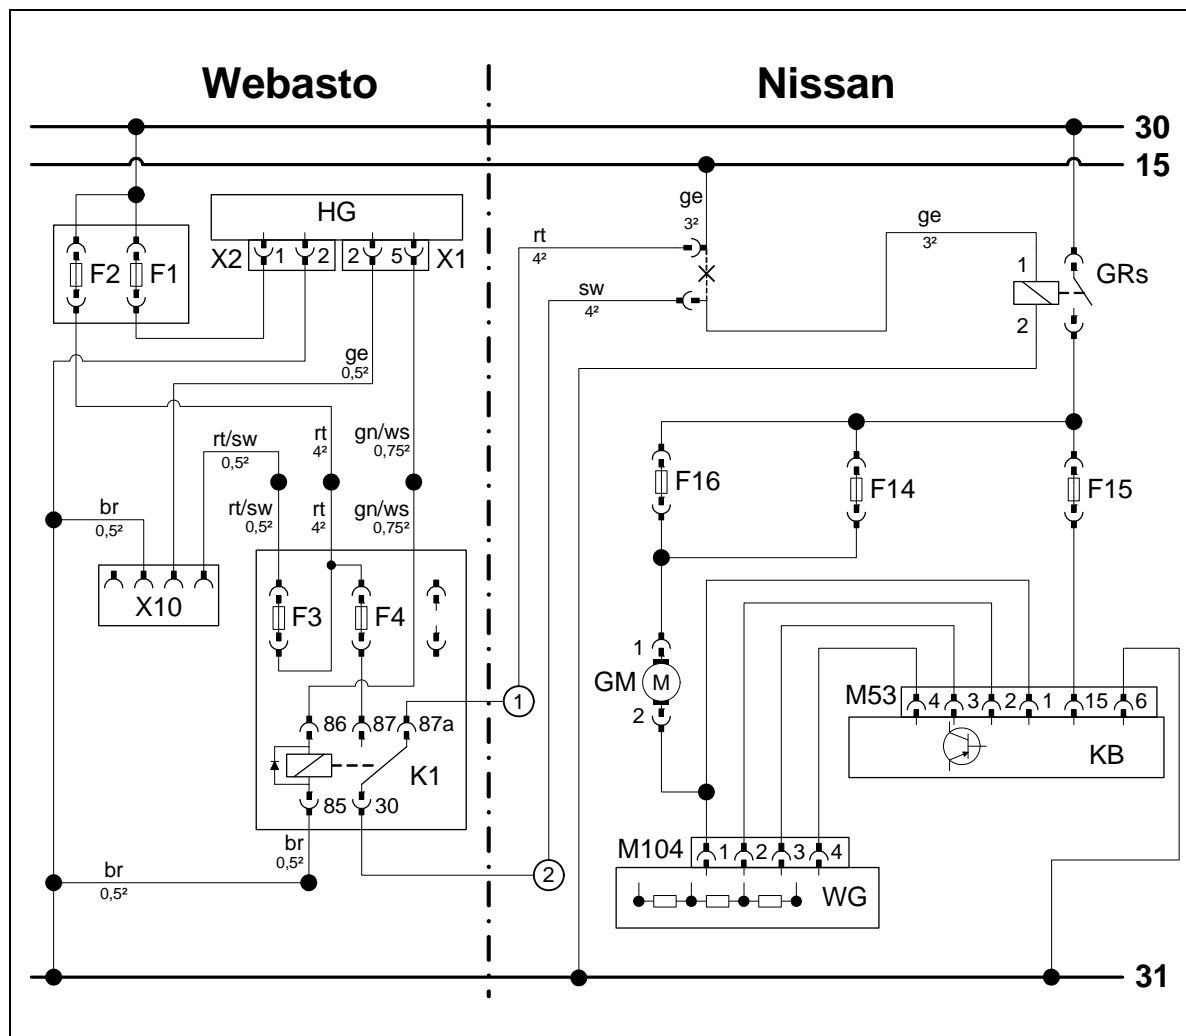 Webasto Nissan
30
15
HG
ge
3²
ge
3²
rt
4²
X2 1 2 2 5 X1
F2 F1
1
GRs
sw
4²
2
ge
0,5²
rt/sw
0,5²
rt
4²
gn/ws
0,75²
F16 F14 F15
br
0,5²
rt/sw
0,5²
rt
4²
gn/ws
0,75²
X10
F3 F4
1
GM M
2
M53 4 3 2 1 15 6
1
86 87 87a
KB
K1
85 30
br
0,5²
M104 1 2 3 4
br
0,5²
2
WG
31